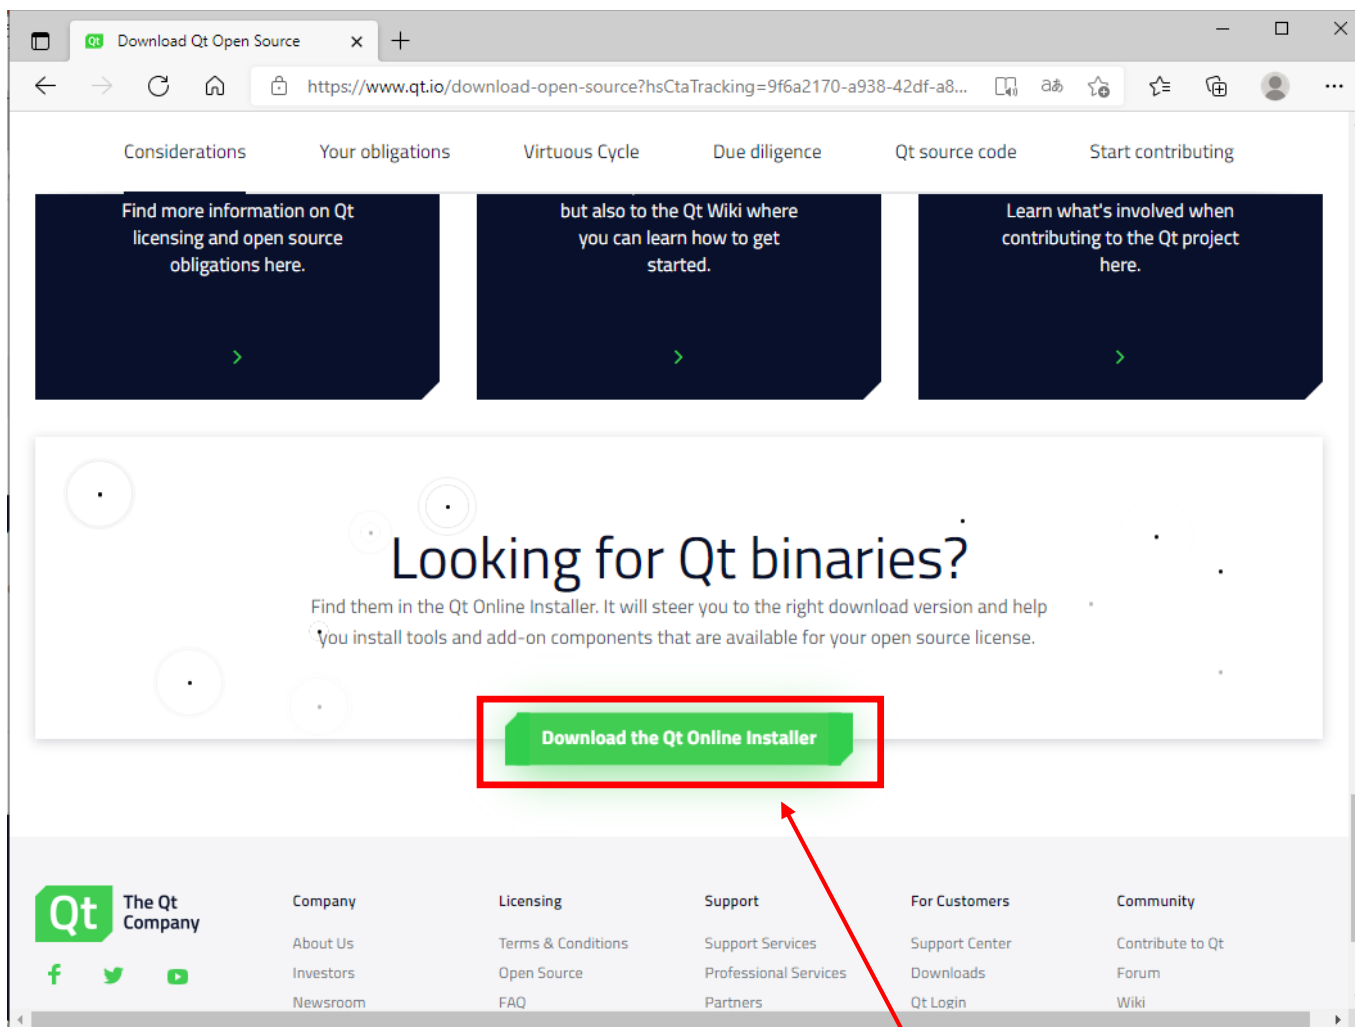 Download Qt Open Source
https://www.qt.io/download-open-source?hsCtaTracking=9f6a2170-a938-42df-a8...
aあ
Considerations
Your obligations
Virtuous Cycle
Due diligence
Qt source code
Start contributing
Find more information on Qt
licensing and open source
obligations here.
but also to the Qt Wiki where
you can learn how to get
started.
Learn what's involved when
contributing to the Qt project
here.
Looking for Qt binaries?
Find them in the Qt Online Installer. It will steer you to the right download version and help
you install tools and add-on components that are available for your open source license.
Download the Qt Online Installer
Qt
The Qt
Company
Company
About Us
Investors
Newsroom
Licensing
Terms & Conditions
Open Source
FAQ
Support
Support Services
Professional Services
Partners
For Customers
Support Center
Downloads
Qt Login
Community
Contribute to Qt
Forum
Wiki